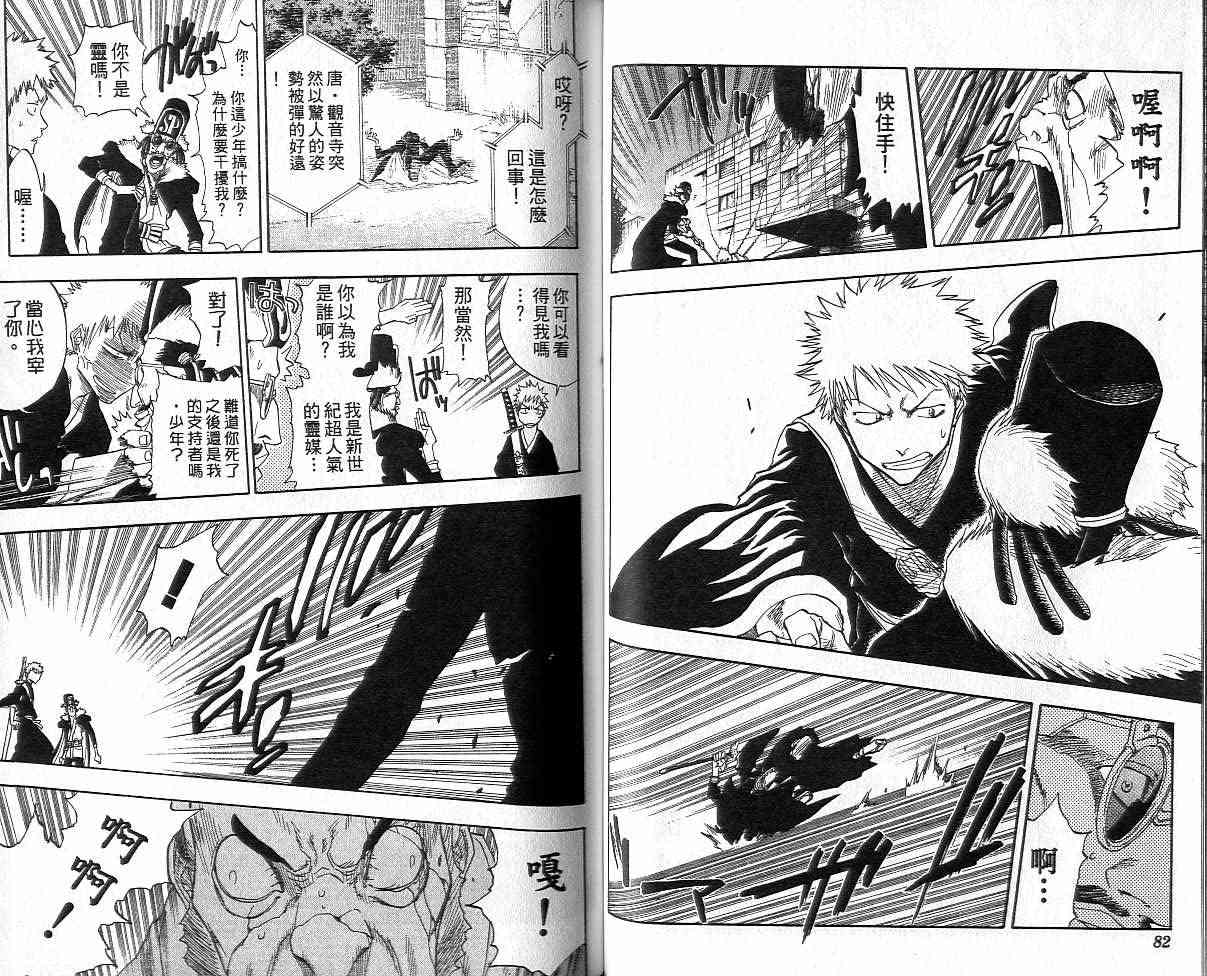 喔啊啊！
快住手！
啊…
82
哎呀？
這是怎麼
回事！
唐・觀音寺突
然以驚人的姿
勢被彈的好遠
！
你…
你這少年搞什麼？
為什麼要干擾我？
你不是
靈嗎！
喔……
你可以看
得見我嗎
…？
那當然！
你以為我
是誰啊？
我是新世
紀超人氣
的靈媒…
はっ
對了！
難道你死了
之後還是我
的支持者嗎
・少年？
當心我宰
了你。
！
嘎！
啊啊啊！